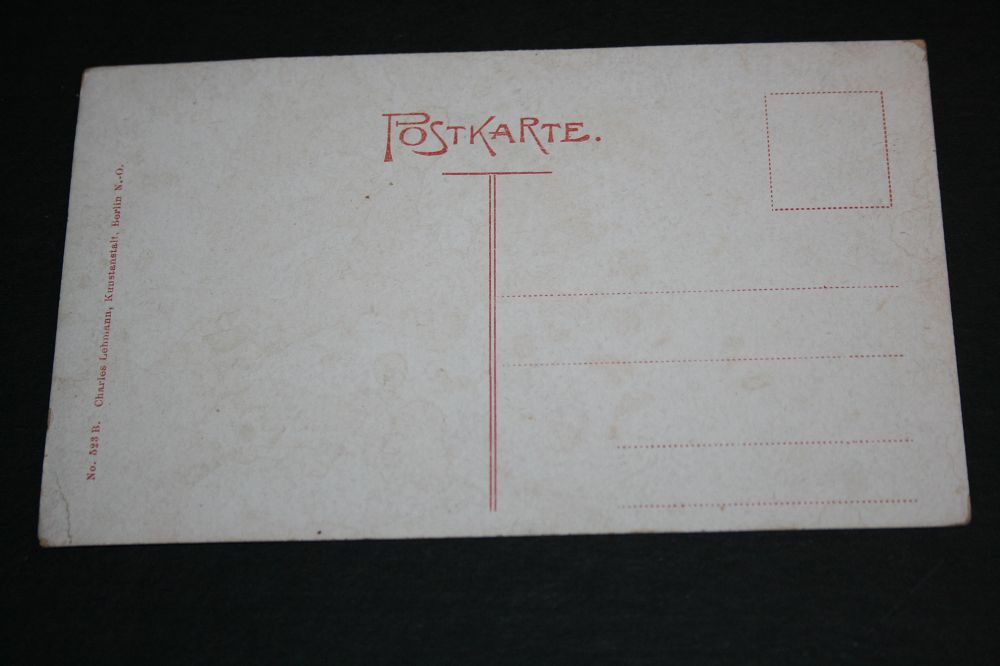 POSTKARTE.
No. 523 B. Charles Lehmann, Kunstanstalt, Berlin N.-O.